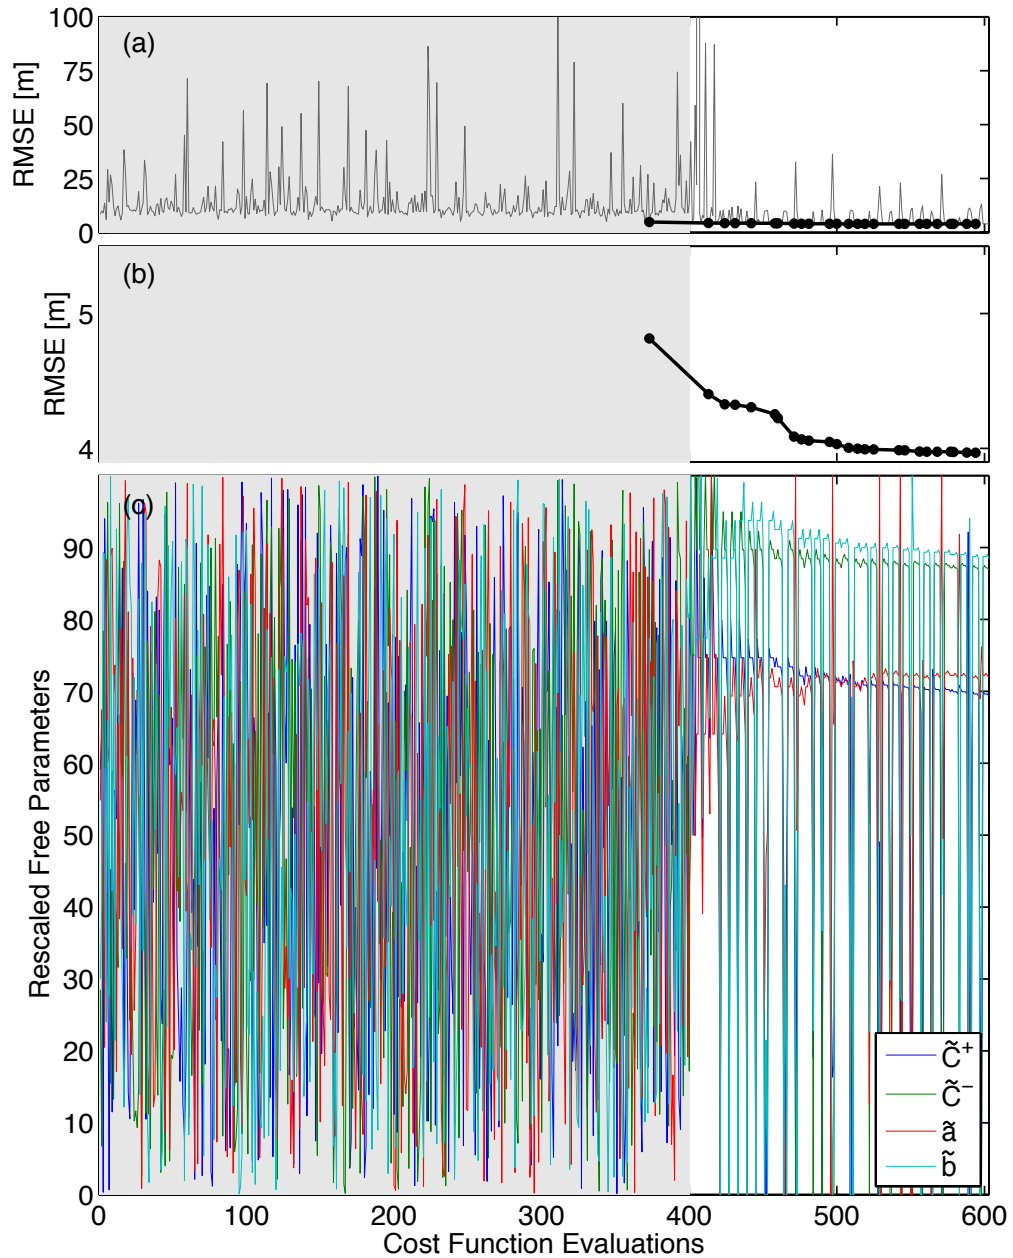 100
(a)
75
50
25
0
RMSE [m]
(b)
5
4
RMSE [m]
(c)
90
80
70
60
50
40
30
20
10
0
Rescaled Free Parameters
C̃⁺
C̃⁻
ã
b̃
0 100 200 300 400 500 600
Cost Function Evaluations